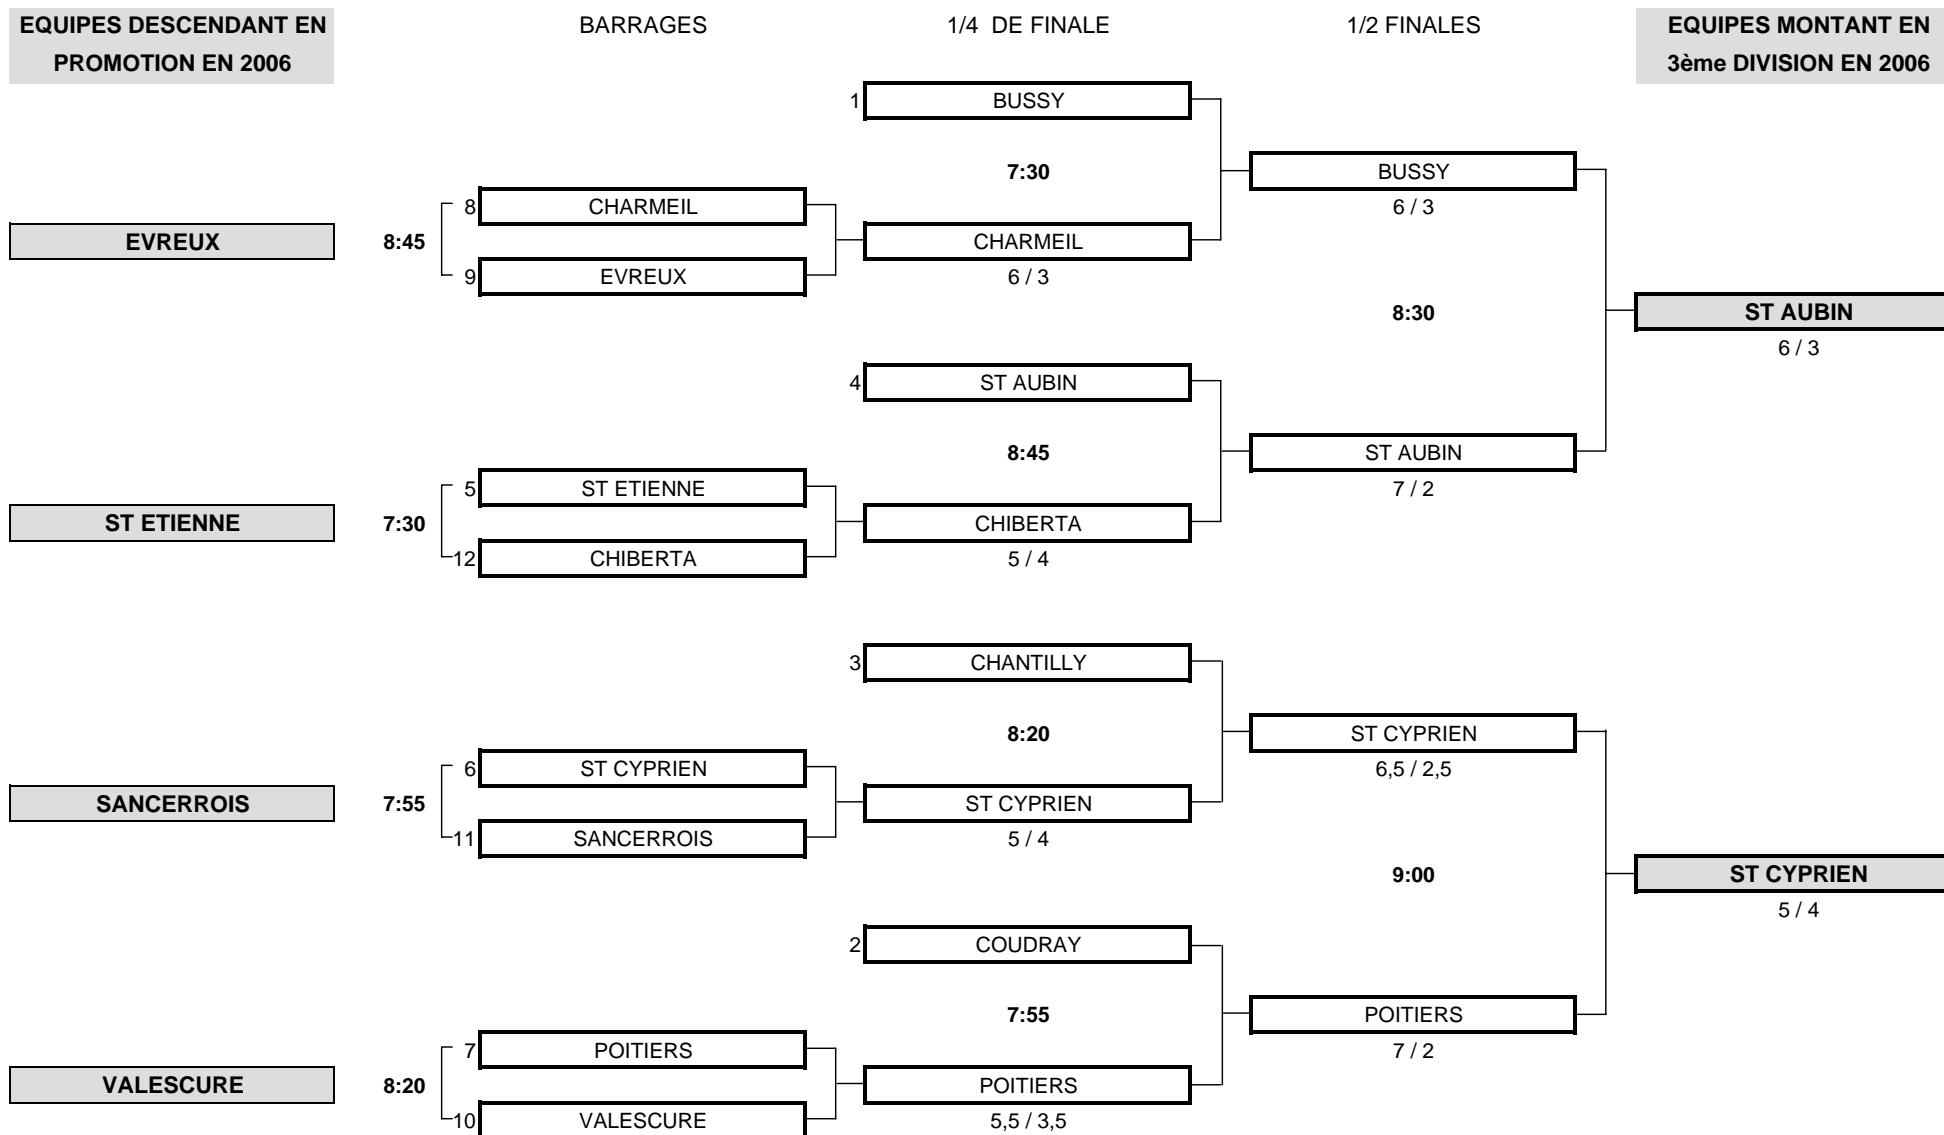 EQUIPES DESCENDANT EN
PROMOTION EN 2006
BARRAGES
1/4 DE FINALE
1/2 FINALES
EQUIPES MONTANT EN
3ème DIVISION EN 2006
1 BUSSY
7:30
BUSSY
6 / 3
8 CHARMEIL
EVREUX
8:45
CHARMEIL
6 / 3
9 EVREUX
8:30
ST AUBIN
6 / 3
4 ST AUBIN
8:45
ST AUBIN
7 / 2
5 ST ETIENNE
ST ETIENNE
7:30
CHIBERTA
5 / 4
12 CHIBERTA
3 CHANTILLY
8:20
ST CYPRIEN
6,5 / 2,5
6 ST CYPRIEN
SANCERROIS
7:55
ST CYPRIEN
5 / 4
11 SANCERROIS
9:00
ST CYPRIEN
5 / 4
2 COUDRAY
7:55
POITIERS
7 / 2
7 POITIERS
VALESCURE
8:20
POITIERS
5,5 / 3,5
10 VALESCURE